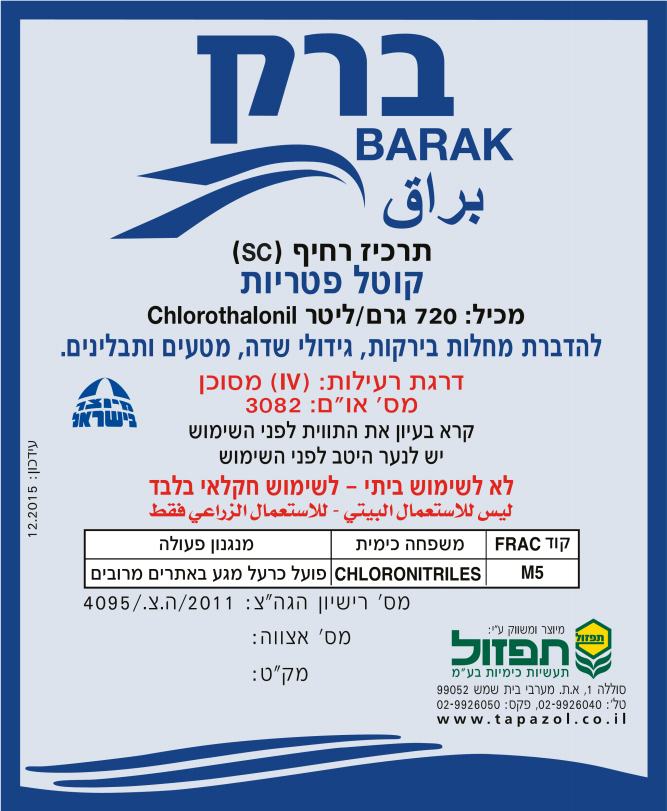 ברק
BARAK
براق
תרכיז רחיף (SC)
קוטל פטריות
מכיל: 720 גרם/ליטר Chlorothalonil
להדברת מחלות בירקות, גידולי שדה, מטעים ותבלינים.
דרגת רעילות: (IV) מסוכן
מס' או"ם: 3082
מיוצר בישראל
קרא בעיון את התווית לפני השימוש
יש לנער היטב לפני השימוש
לא לשימוש ביתי – לשימוש חקלאי בלבד
ليس للاستعمال البيتي - للاستعمال الزراعي فقط
עידכון: 12.2015
קוד FRAC משפחה כימית מנגנון פעולה
M5 CHLORONITRILES פועל כרעל מגע באתרים מרובים
מס' רישיון הגה"צ: 2011/ה.צ./4095
מס' אצווה:
מק"ט:
מיוצר ומשווק ע"י:
תפזול
תפזול
תעשיות כימיות בע"מ
סוללה 1, א.ת. מערבי בית שמש 99052
טל': 02-9926040, פקס: 02-9926050
www.tapazol.co.il